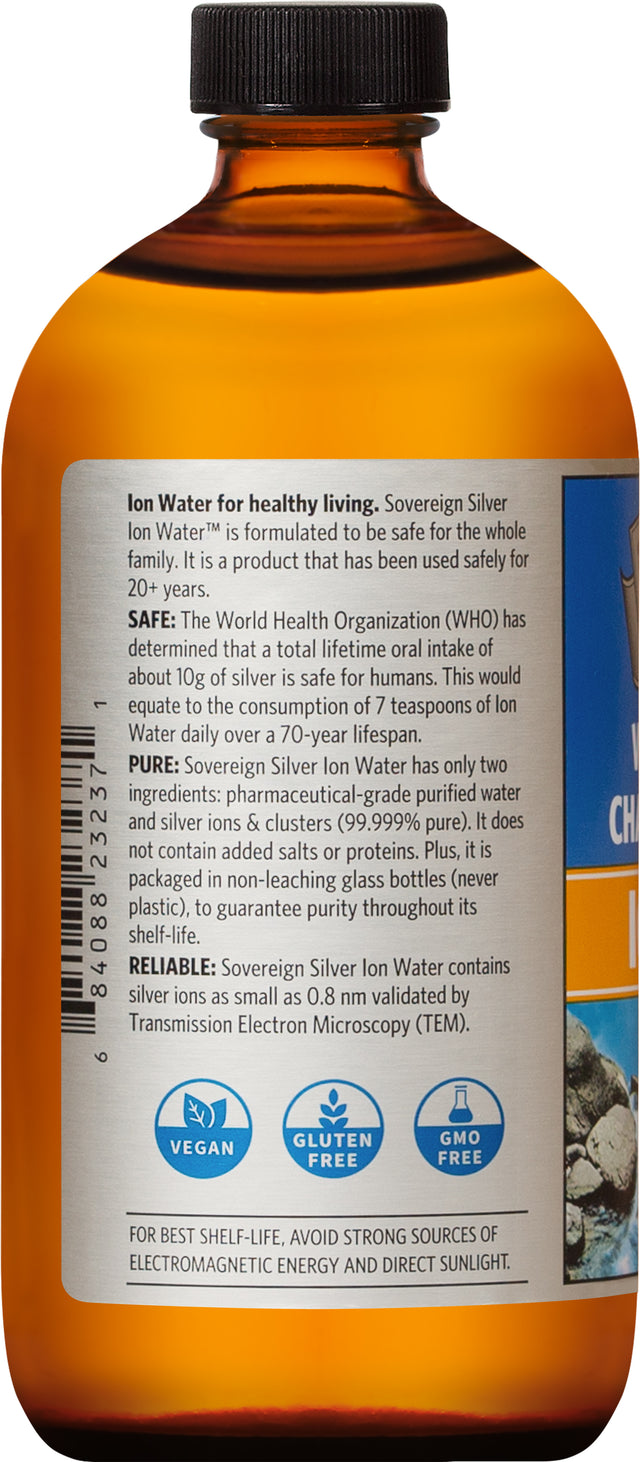 Ion Water for healthy living. Sovereign Silver
Ion Water™ is formulated to be safe for the whole
family. It is a product that has been used safely for
20+ years.
SAFE: The World Health Organization (WHO) has
determined that a total lifetime oral intake of
about 10g of silver is safe for humans. This would
equate to the consumption of 7 teaspoons of Ion
Water daily over a 70-year lifespan.
PURE: Sovereign Silver Ion Water has only two
ingredients: pharmaceutical-grade purified water
and silver ions & clusters (99.999% pure). It does
not contain added salts or proteins. Plus, it is
packaged in non-leaching glass bottles (never
plastic), to guarantee purity throughout its
shelf-life.
RELIABLE: Sovereign Silver Ion Water contains
silver ions as small as 0.8 nm validated by
Transmission Electron Microscopy (TEM).
VEGAN
GLUTEN
FREE
GMO
FREE
FOR BEST SHELF-LIFE, AVOID STRONG SOURCES OF
ELECTROMAGNETIC ENERGY AND DIRECT SUNLIGHT.
6 84088 23237 1